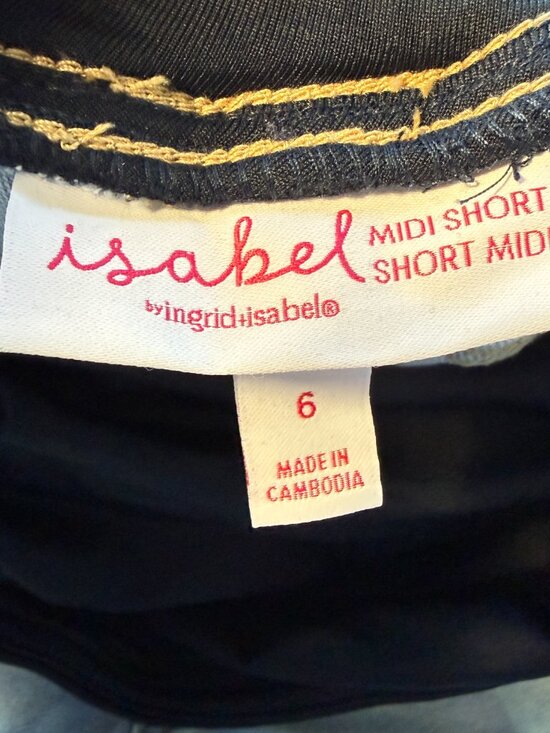 isabel
MIDI SHORT
SHORT MIDI
by ingrid+isabel®
6
MADE IN
CAMBODIA